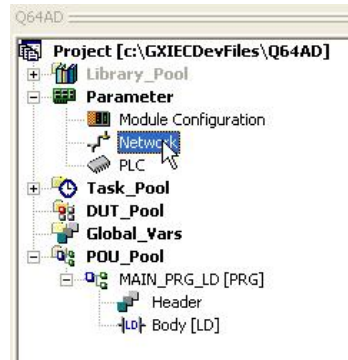 Q64AD
Project [c:\GXIECDevFiles\Q64AD]
Library_Pool
Parameter
Module Configuration
Network
PLC
Task_Pool
DUT_Pool
Global_Vars
POU_Pool
MAIN_PRG_LD [PRG]
Header
LD Body [LD]